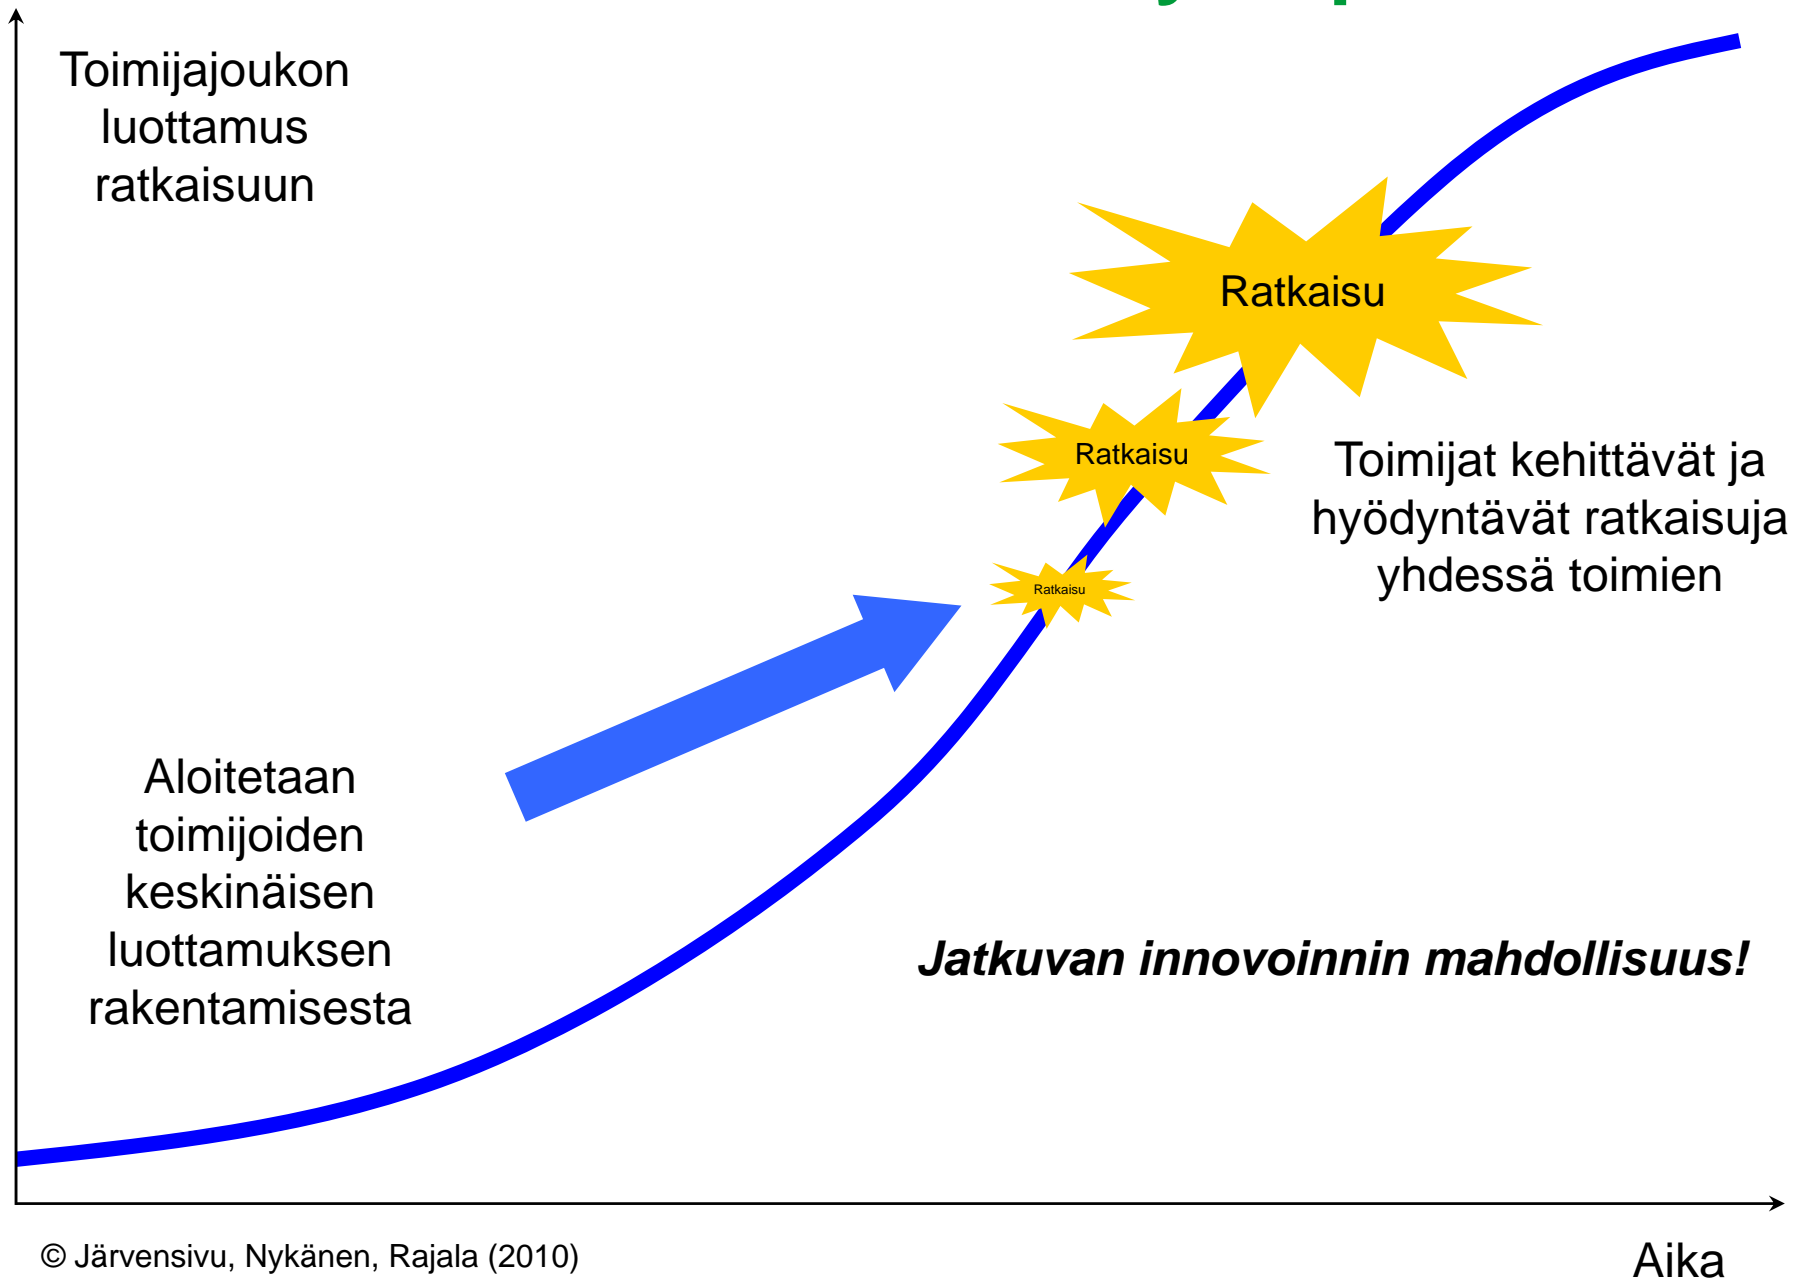 Toimijajoukon
luottamus
ratkaisuun
Ratkaisu
Ratkaisu
Ratkaisu
Toimijat kehittävät ja
hyödyntävät ratkaisuja
yhdessä toimien
Aloitetaan
toimijoiden
keskinäisen
luottamuksen
rakentamisesta
Jatkuvan innovoinnin mahdollisuus!
© Järvensivu, Nykänen, Rajala (2010)
Aika